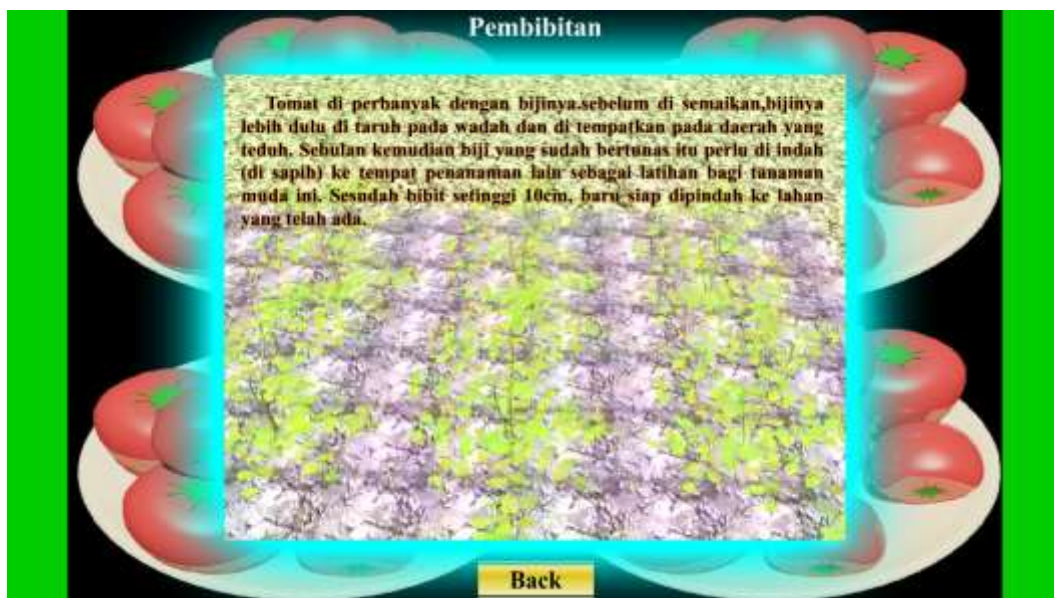 Pembibitan
Tomat di perbanyak dengan bijinya.sebelum di semaikan,bijinya
lebih dulu di taruh pada wadah dan di tempatkan pada daerah yang
teduh. Sebulan kemudian biji yang sudah bertunas itu perlu di indah
(di sapih) ke tempat penanaman lain sebagai latihan bagi tanaman
muda ini. Sesudah bibit setinggi 10cm, baru siap dipindah ke lahan
yang telah ada.
Back